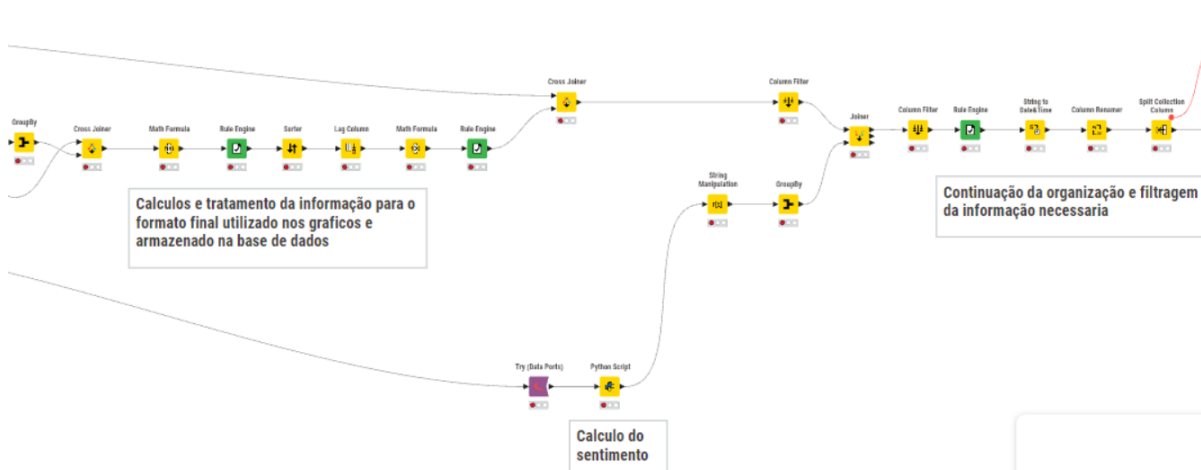 Cross Joiner
Column Filter
GroupBy
Cross Joiner
Math Formula
Rule Engine
Sorter
Lag Column
Math Formula
Rule Engine
Joiner
Column Filter
Rule Engine
String to
Date&Time
Column Renamer
Split Collection
Column
String
Manipulation
GroupBy
Calculos e tratamento da informação para o
formato final utilizado nos graficos e
armazenado na base de dados
Continuação da organização e filtragem
da informação necessaria
Try (Data Ports)
Python Script
Calculo do
sentimento